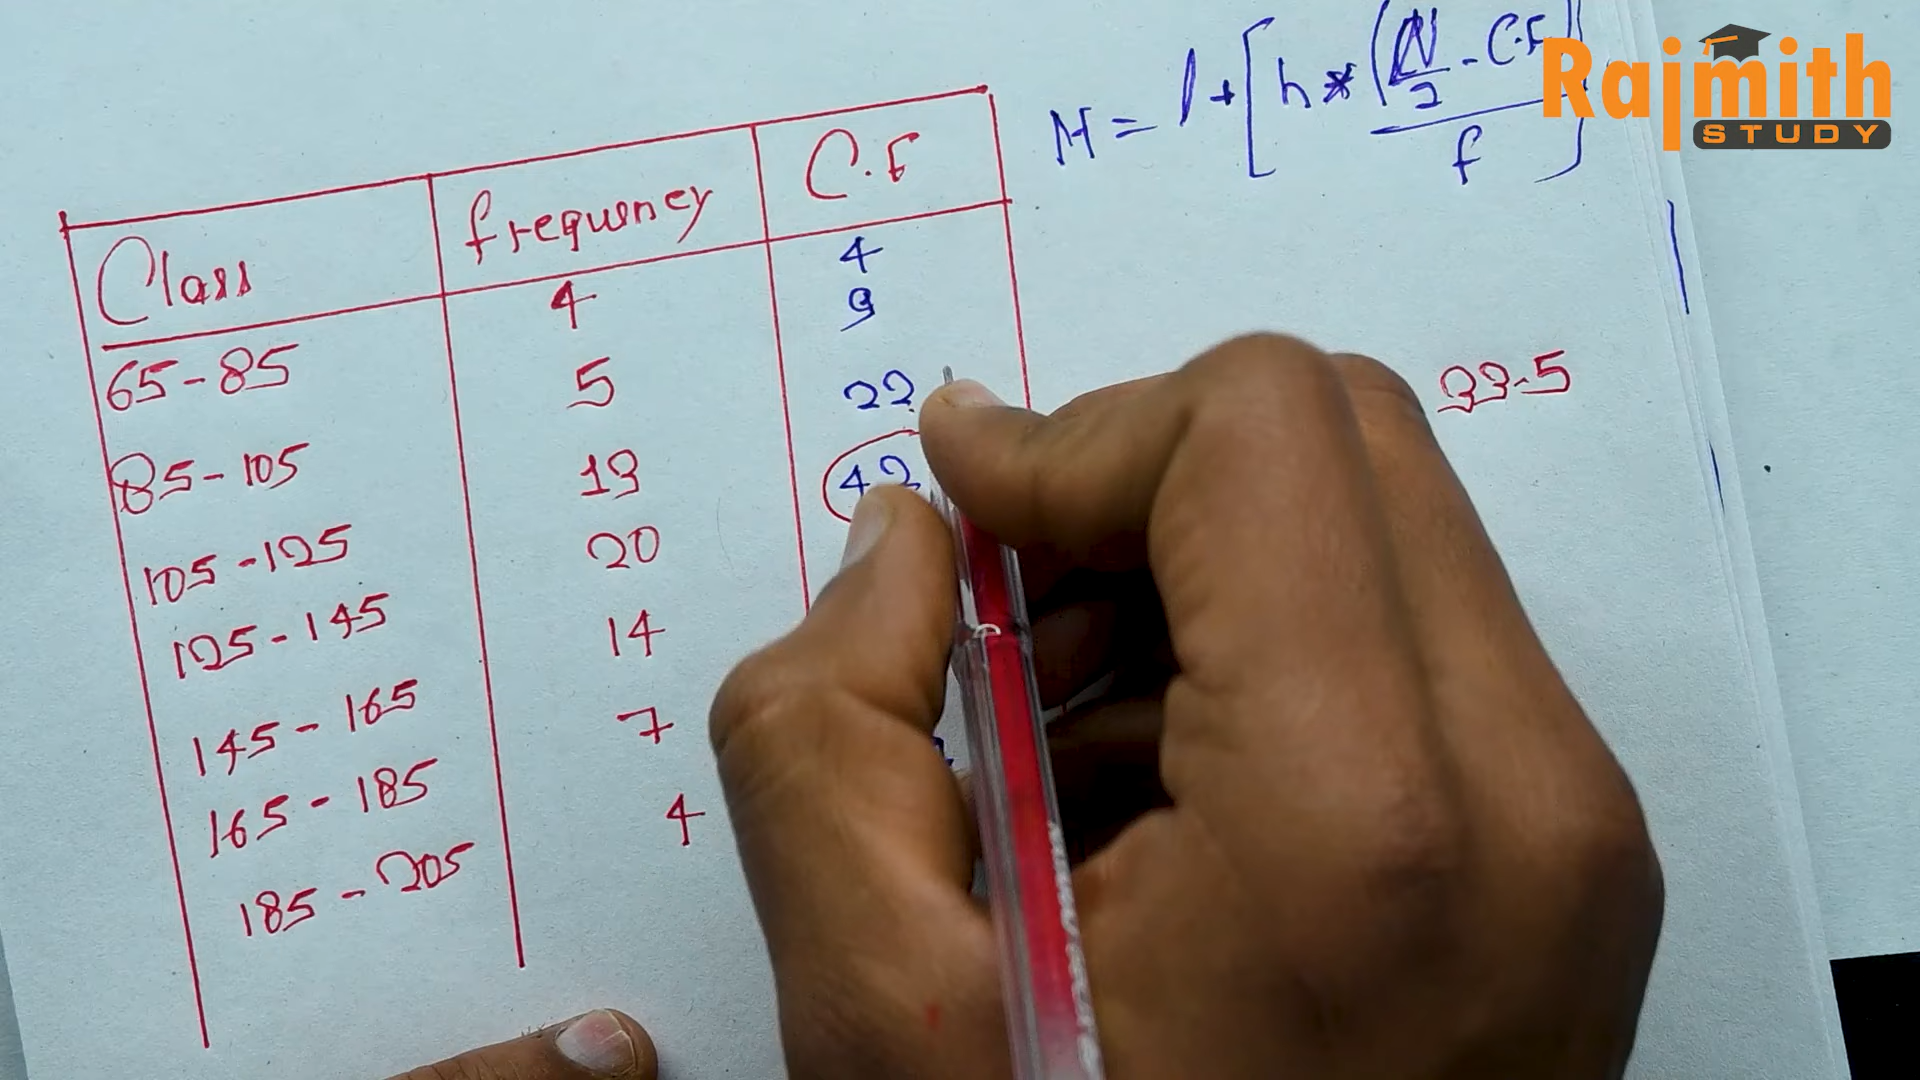 M = l + [h * (N/2 - C.F) / f]
Rajmith
STUDY
Class frequency C.F
65-85 4 4
85-105 5 9
105-125 13 22
125-145 20 42
145-165 14
165-185 7
185-205 4
33.5